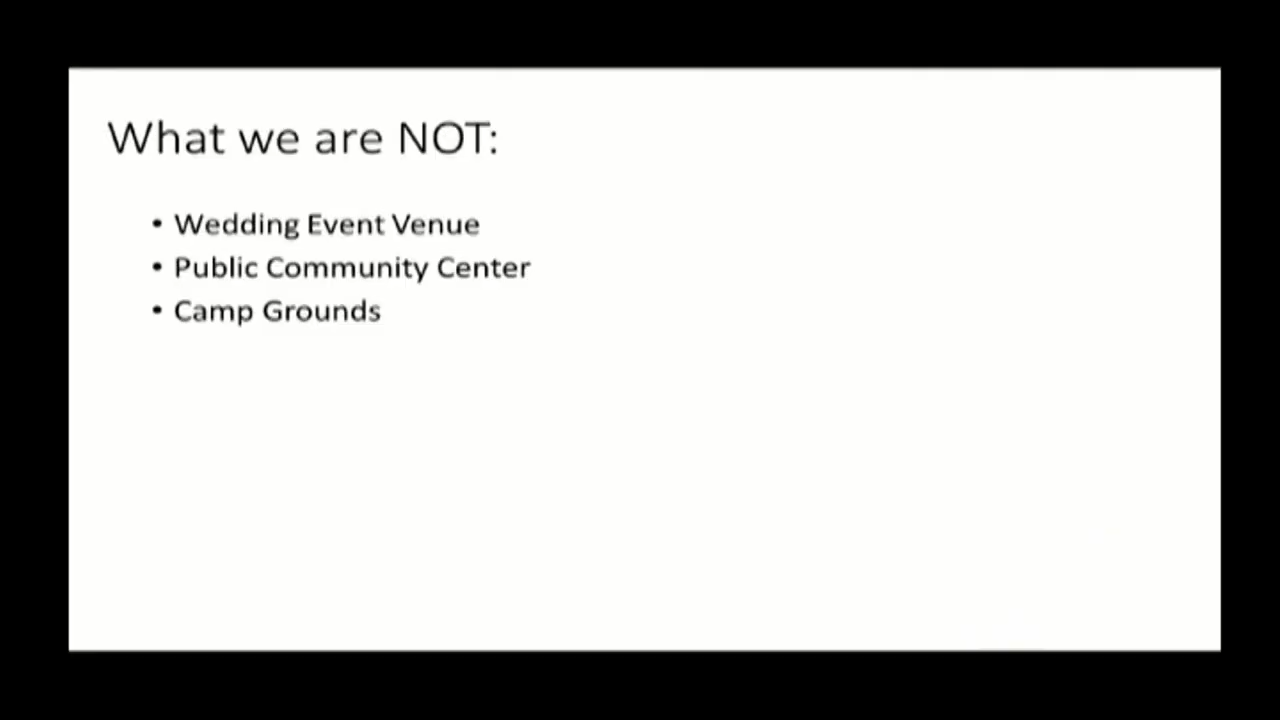 What we are NOT:
• Wedding Event Venue
• Public Community Center
• Camp Grounds